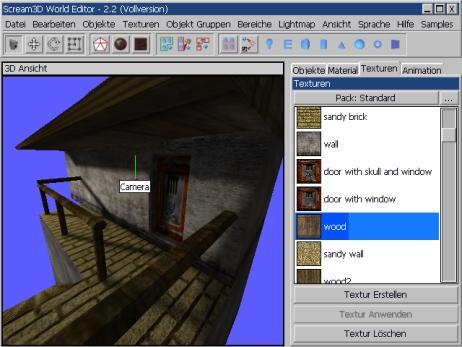 Scream3D World Editor - 2.2 (Vollversion)
Datei Bearbeiten Objekte Texturen Objekt Gruppen Bereiche Lightmap Ansicht Sprache Hilfe Samples
3D Ansicht
Objekte Material Texturen Animation
Texturen
Pack: Standard ...
sandy brick
wall
door with skull and window
door with window
wood
sandy wall
wood2
Camera
Textur Erstellen
Textur Anwenden
Textur Löschen